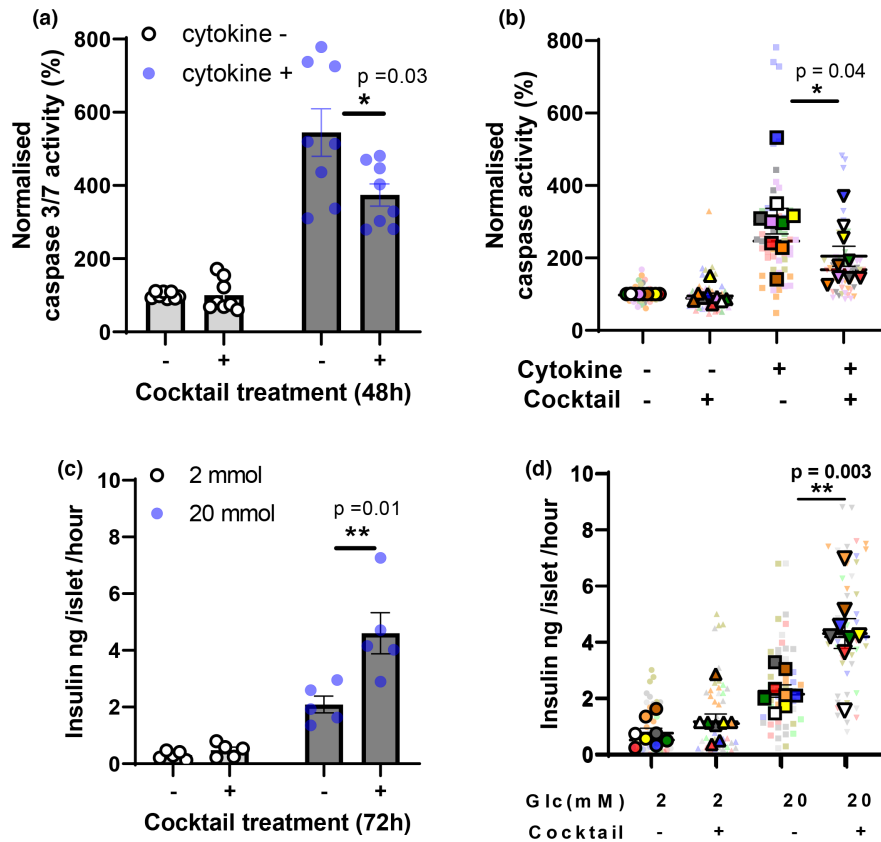 (a)
800
600
400
200
0
Normalised
caspase 3/7 activity (%)
cytokine -
cytokine +
p =0.03
*
- + - +
Cocktail treatment (48h)
(b)
800
600
400
200
0
Normalised
caspase activity (%)
p = 0.04
*
Cytokine - - + +
Cocktail - + - +
(c)
10
8
6
4
2
0
Insulin ng /islet /hour
2 mmol
20 mmol
p =0.01
**
- + - +
Cocktail treatment (72h)
(d)
10
8
6
4
2
0
Insulin ng /islet /hour
p = 0.003
**
Glc(mM) 2 2 20 20
Cocktail - + - +